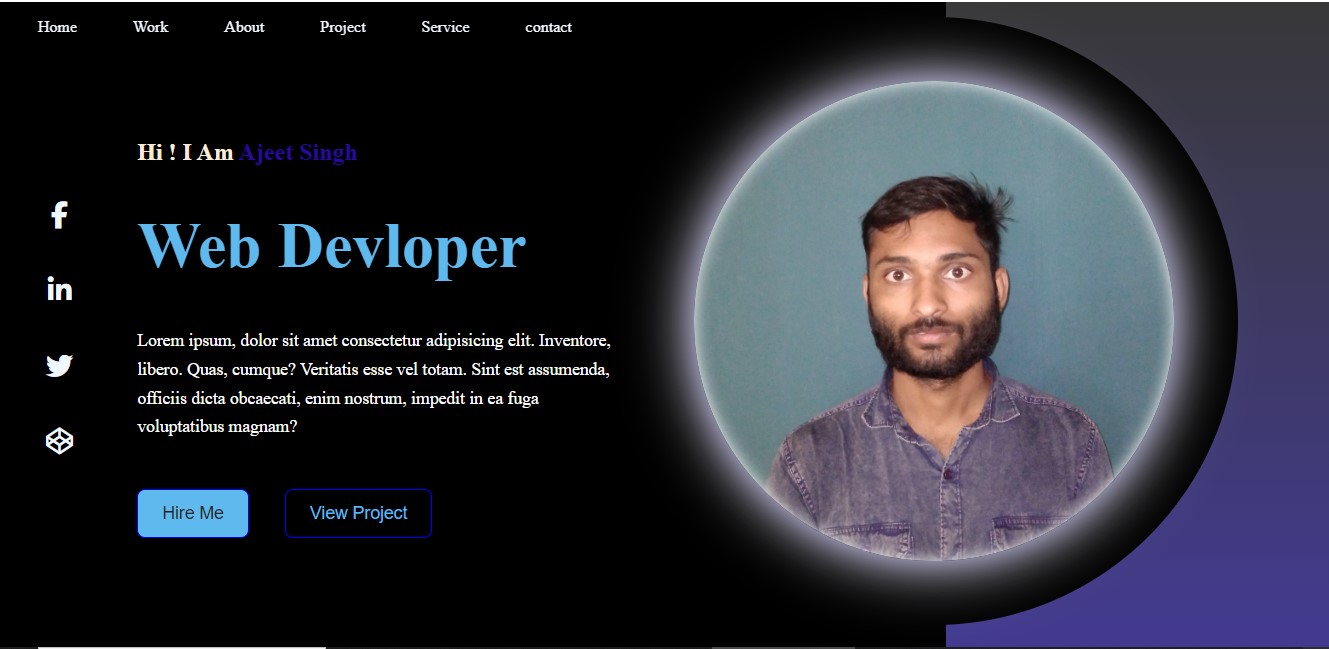 Home Work About Project Service contact
Hi ! I Am Ajeet Singh
Web Devloper
Lorem ipsum, dolor sit amet consectetur adipisicing elit. Inventore,
libero. Quas, cumque? Veritatis esse vel totam. Sint est assumenda,
officiis dicta obcaecati, enim nostrum, impedit in ea fuga
voluptatibus magnam?
Hire Me View Project